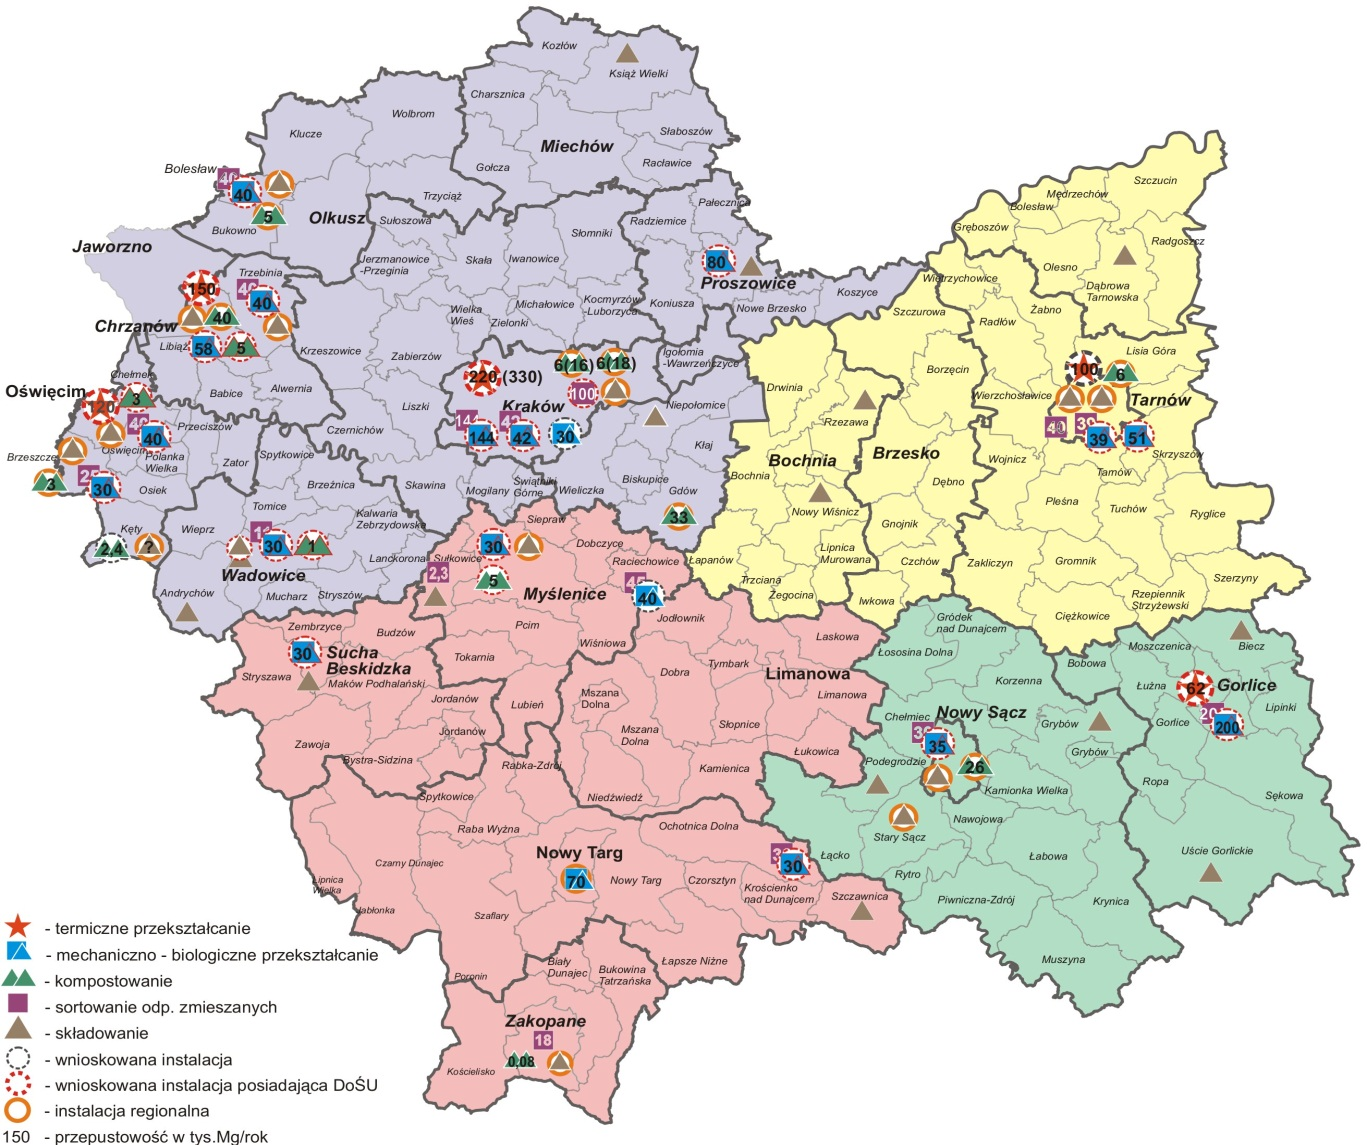 Kozłów
Książ Wielki
Charsznica
Wolbrom
Klucze
Słaboszów
Miechów
Racławice
Gołcza
Bolesław
40
40
5
Bukowno
Olkusz
Trzyciąż
Sułoszowa
Pałecznica
Radziemice
Słomniki
Jaworzno
Jerzmanowice
-Przeginia
Skała
Iwanowice
80
Proszowice
Koniusza
Nowe Brzesko
Koszyce
Trzebinia
150
40
40
Chrzanów
40
Libiąż
58
5
Krzeszowice
Babice
Alwernia
Wielka
Wieś
Zielonki
Michałowice
Kocmyrzów
-Luborzyca
Igołomia
-Wawrzeńczyce
Zabierzów
220 (330)
6(16)
6(18)
100
Kraków
144
42
30
Niepołomice
Liszki
Czernichów
Kłaj
Chełmek
Oświęcim
120
3
40
40
Przeciszów
Oświęcim
Polanka
Wielka
Brzeszcze
3
30
Osiek
Zator
Spytkowice
Brzeźnica
Skawina
Mogilany
Świątniki
Górne
Wieliczka
Biskupice
Gdów
33
Kęty
2,4
?
Wieprz
Tomice
30
1
Kalwaria
Zebrzydowska
Lanckorona
Wadowice
Andrychów
Mucharz
Stryszów
Szczucin
Mędrzechów
Bolesław
Gręboszów
Radgoszcz
Olesno
Dąbrowa
Tarnowska
Wietrzychowice
Żabno
Szczurowa
Radłów
Lisia Góra
100
6
Wierzchosławice
Tarnów
39
51
Skrzyszów
Wojnicz
Tarnów
Borzęcin
Drwinia
Rzezawa
Bochnia
Brzesko
Bochnia
Nowy Wiśnicz
Dębno
Gnojnik
Lipnica
Murowana
Czchów
Łapanów
Trzciana
Żegocina
Iwkowa
Pleśna
Tuchów
Ryglice
Zakliczyn
Gromnik
Szerzyny
Rzepiennik
Strzyżewski
Ciężkowice
Siepraw
30
Dobczyce
Sułkowice
2,3
5
Raciechowice
40
Myślenice
Jodłownik
Pcim
Wiśniowa
Zembrzyce
Budzów
30
Sucha
Beskidzka
Stryszawa
Maków Podhalański
Tokarnia
Laskowa
Dobra
Tymbark
Limanowa
Limanowa
Jordanów
Lubień
Mszana
Dolna
Słopnice
Mszana
Dolna
Jordanów
Zawoja
Bystra-Sidzina
Rabka-Zdrój
Łukowica
Kamienica
Niedźwiedź
Spytkowice
Raba Wyżna
Ochotnica Dolna
Czarny Dunajec
Nowy Targ
70
Nowy Targ
Czorsztyn
30
Krościenko
nad Dunajcem
Szczawnica
Lipnica
Wielka
Jabłonka
Szaflary
Łapsze Niżne
Biały
Dunajec
Bukowina
Tatrzańska
Poronin
Zakopane
18
0,08
Kościelisko
Gródek
nad Dunajcem
Łososina Dolna
Korzenna
Bobowa
Moszczenica
Biecz
Łużna
62
Gorlice
Lipinki
Gorlice
200
Chełmiec
Nowy Sącz
35
Grybów
Grybów
Podegrodzie
26
Kamionka Wielka
Ropa
Sękowa
Stary Sącz
Nawojowa
Łącko
Łabowa
Uście Gorlickie
Rytro
Piwniczna-Zdrój
Krynica
Muszyna
- termiczne przekształcanie
- mechaniczno - biologiczne przekształcanie
- kompostowanie
- sortowanie odp. zmieszanych
- składowanie
- wnioskowana instalacja
- wnioskowana instalacja posiadająca DoŚU
- instalacja regionalna
150 - przepustowość w tys.Mg/rok